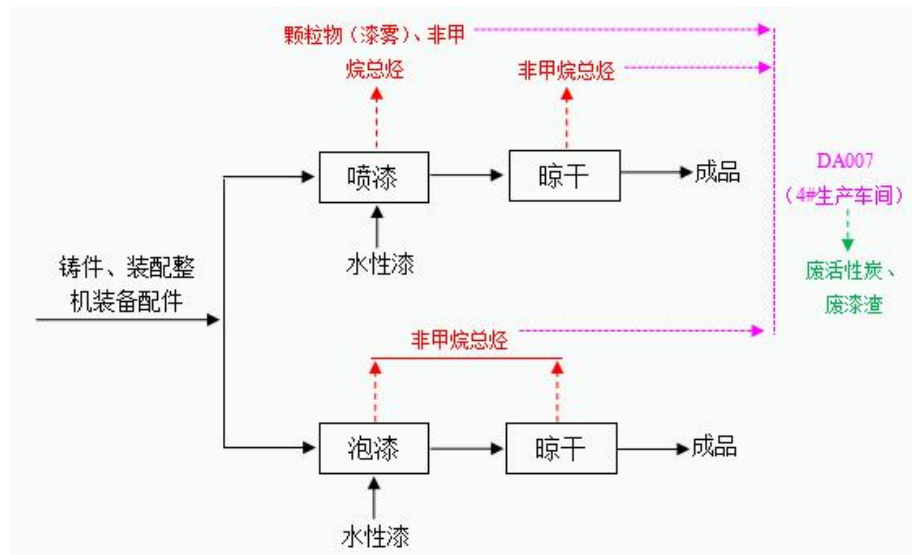 颗粒物（漆雾）、非甲
烷总烃
非甲烷总烃
喷漆
晾干
成品
水性漆
DA007
（4#生产车间）
废活性炭、
废漆渣
铸件、装配整
机装备配件
非甲烷总烃
泡漆
晾干
成品
水性漆